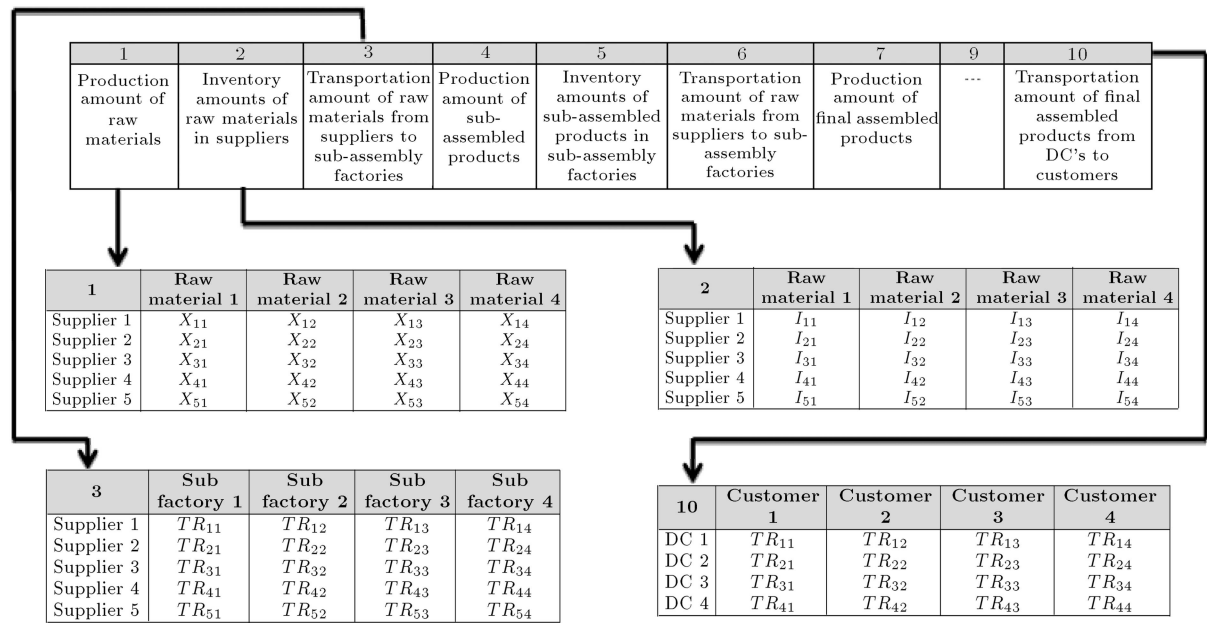 1 2 3 4 5 6 7 9 10
Production amount of raw materials
Inventory amounts of raw materials in suppliers
Transportation amount of raw materials from suppliers to sub-assembly factories
Production amount of sub-assembled products
Inventory amounts of sub-assembled products in sub-assembly factories
Transportation amount of raw materials from suppliers to sub-assembly factories
Production amount of final assembled products
---
Transportation amount of final assembled products from DC's to customers
1 Raw material 1 Raw material 2 Raw material 3 Raw material 4
Supplier 1 X11 X12 X13 X14
Supplier 2 X21 X22 X23 X24
Supplier 3 X31 X32 X33 X34
Supplier 4 X41 X42 X43 X44
Supplier 5 X51 X52 X53 X54
2 Raw material 1 Raw material 2 Raw material 3 Raw material 4
Supplier 1 I11 I12 I13 I14
Supplier 2 I21 I22 I23 I24
Supplier 3 I31 I32 I33 I34
Supplier 4 I41 I42 I43 I44
Supplier 5 I51 I52 I53 I54
3 Sub factory 1 Sub factory 2 Sub factory 3 Sub factory 4
Supplier 1 TR11 TR12 TR13 TR14
Supplier 2 TR21 TR22 TR23 TR24
Supplier 3 TR31 TR32 TR33 TR34
Supplier 4 TR41 TR42 TR43 TR44
Supplier 5 TR51 TR52 TR53 TR54
10 Customer 1 Customer 2 Customer 3 Customer 4
DC 1 TR11 TR12 TR13 TR14
DC 2 TR21 TR22 TR23 TR24
DC 3 TR31 TR32 TR33 TR34
DC 4 TR41 TR42 TR43 TR44